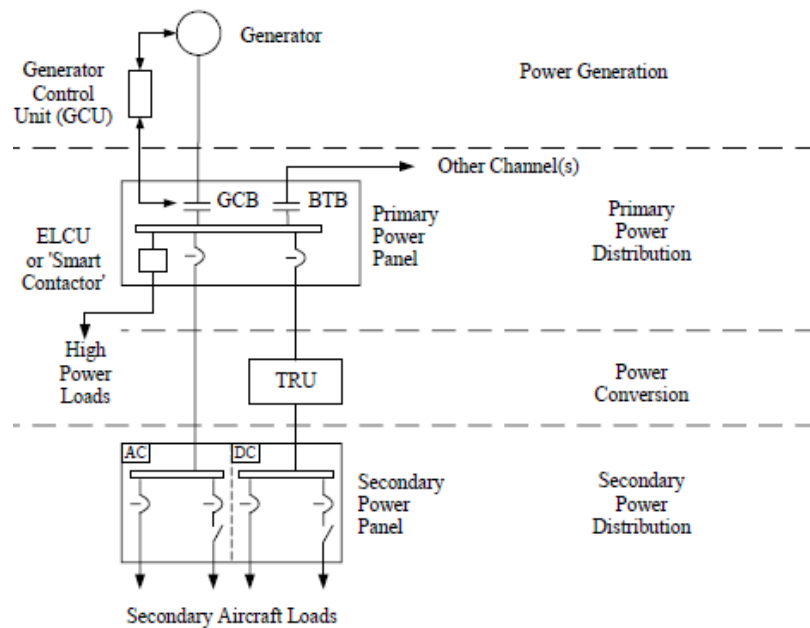 Generator
Generator
Control
Unit (GCU)
Power Generation
Other Channel(s)
GCB
BTB
ELCU
or 'Smart
Contactor'
Primary
Power
Panel
Primary
Power
Distribution
High
Power
Loads
TRU
Power
Conversion
AC
DC
Secondary
Power
Panel
Secondary
Power
Distribution
Secondary Aircraft Loads